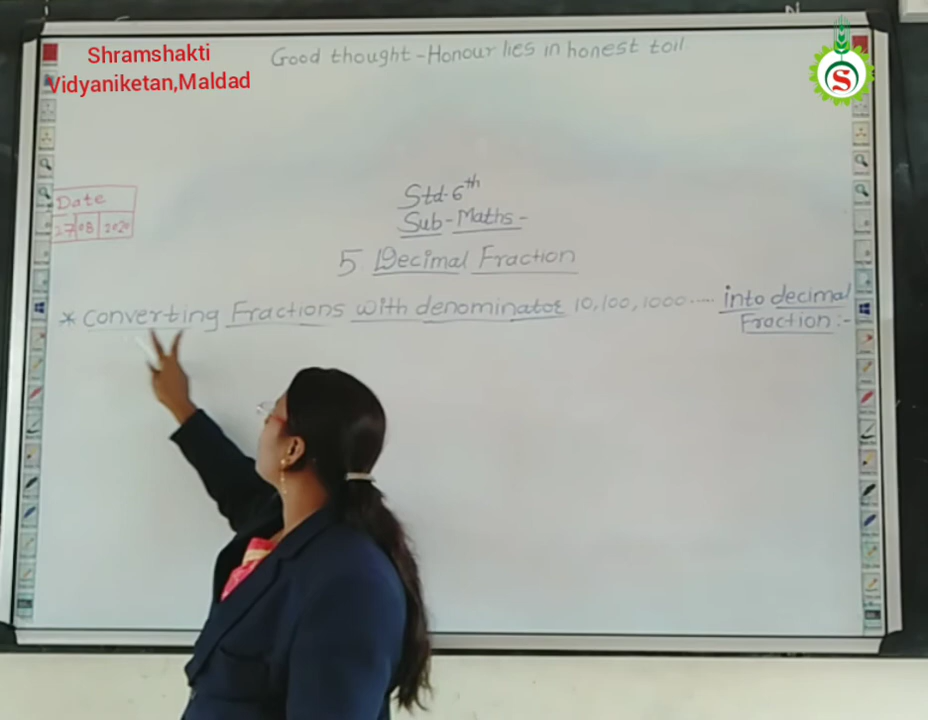 Shramshakti
Vidyaniketan,Maldad
Good thought - Honour lies in honest toil
S
Date
27 08 2020
Std. 6th
Sub - Maths -
5 Decimal Fraction
* Converting Fractions with denominator 10, 100, 1000.... into decimal
Fraction :-